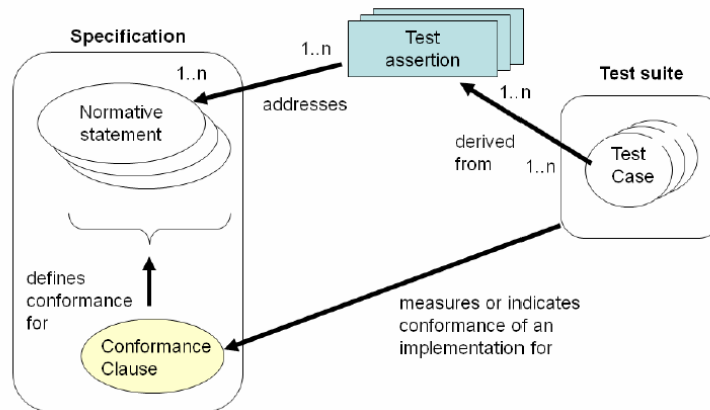 Specification
Test
assertion
1..n
1..n
addresses
Normative
statement
1..n
derived
from
1..n
Test suite
Test
Case
defines
conformance
for
Conformance
Clause
measures or indicates
conformance of an
implementation for